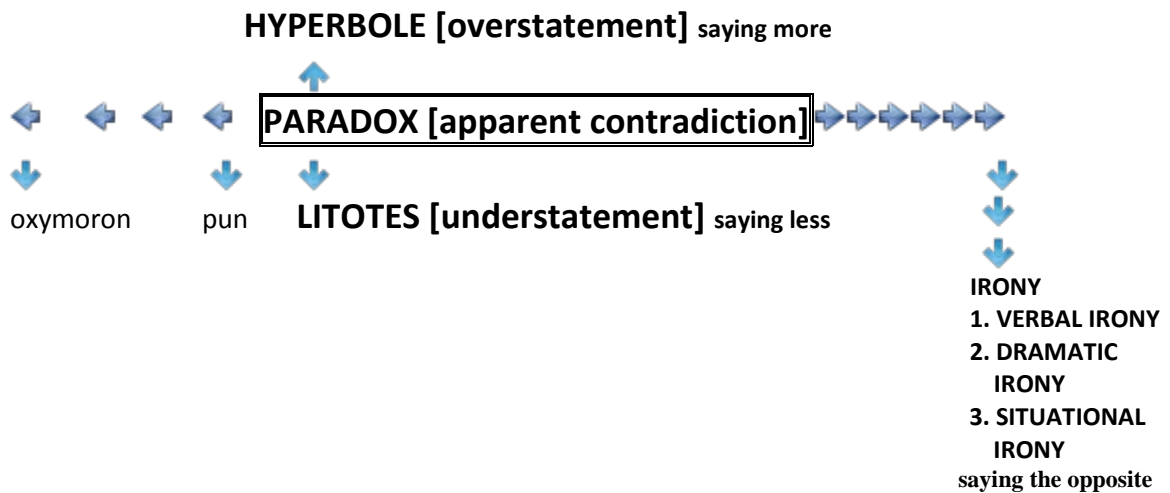 HYPERBOLE [overstatement] saying more
PARADOX [apparent contradiction]
oxymoron pun LITOTES [understatement] saying less
IRONY
1. VERBAL IRONY
2. DRAMATIC
IRONY
3. SITUATIONAL
IRONY
saying the opposite